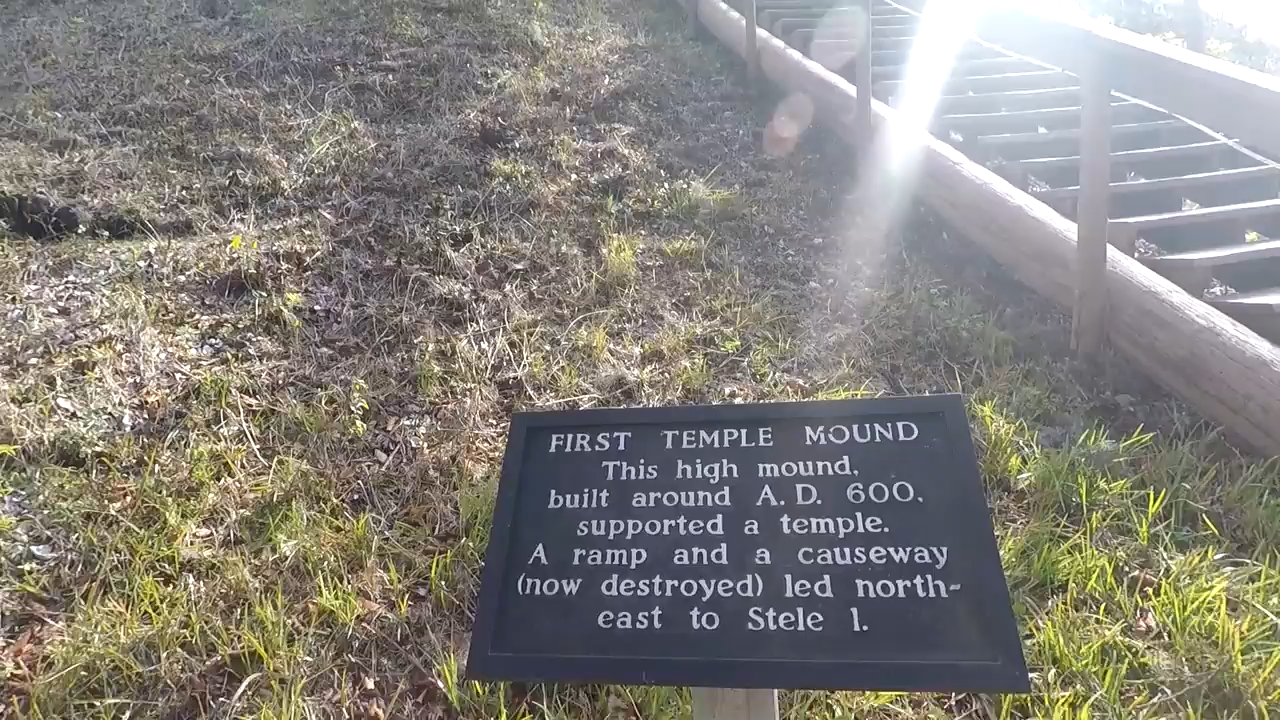 FIRST TEMPLE MOUND
This high mound,
built around A.D. 600,
supported a temple.
A ramp and a causeway
(now destroyed) led north-
east to Stele 1.